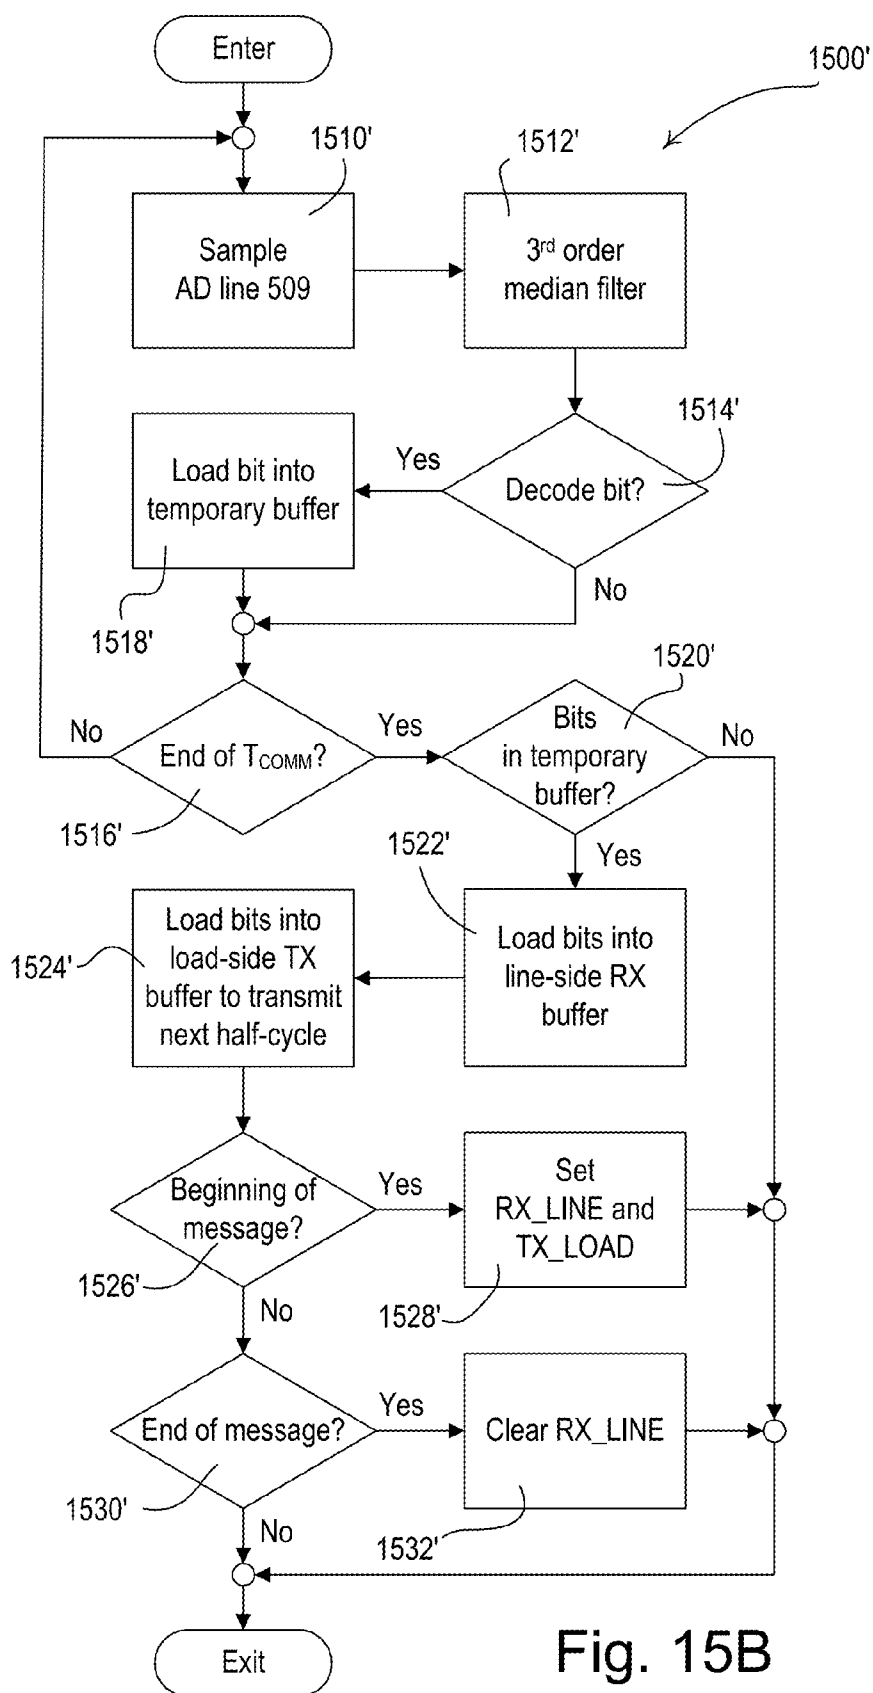 Enter
1500'
1510'
1512'
Sample
AD line 509
3rd order
median filter
1514'
Load bit into
temporary buffer
Yes
Decode bit?
No
1518'
1520'
No
End of TCOMM?
Yes
Bits
in temporary
buffer?
No
1516'
1522'
Yes
1524'
Load bits into
load-side TX
buffer to transmit
next half-cycle
Load bits into
line-side RX
buffer
Beginning of
message?
Yes
Set
RX_LINE and
TX_LOAD
1526'
1528'
No
End of message?
Yes
Clear RX_LINE
1530'
1532'
No
Exit
Fig. 15B